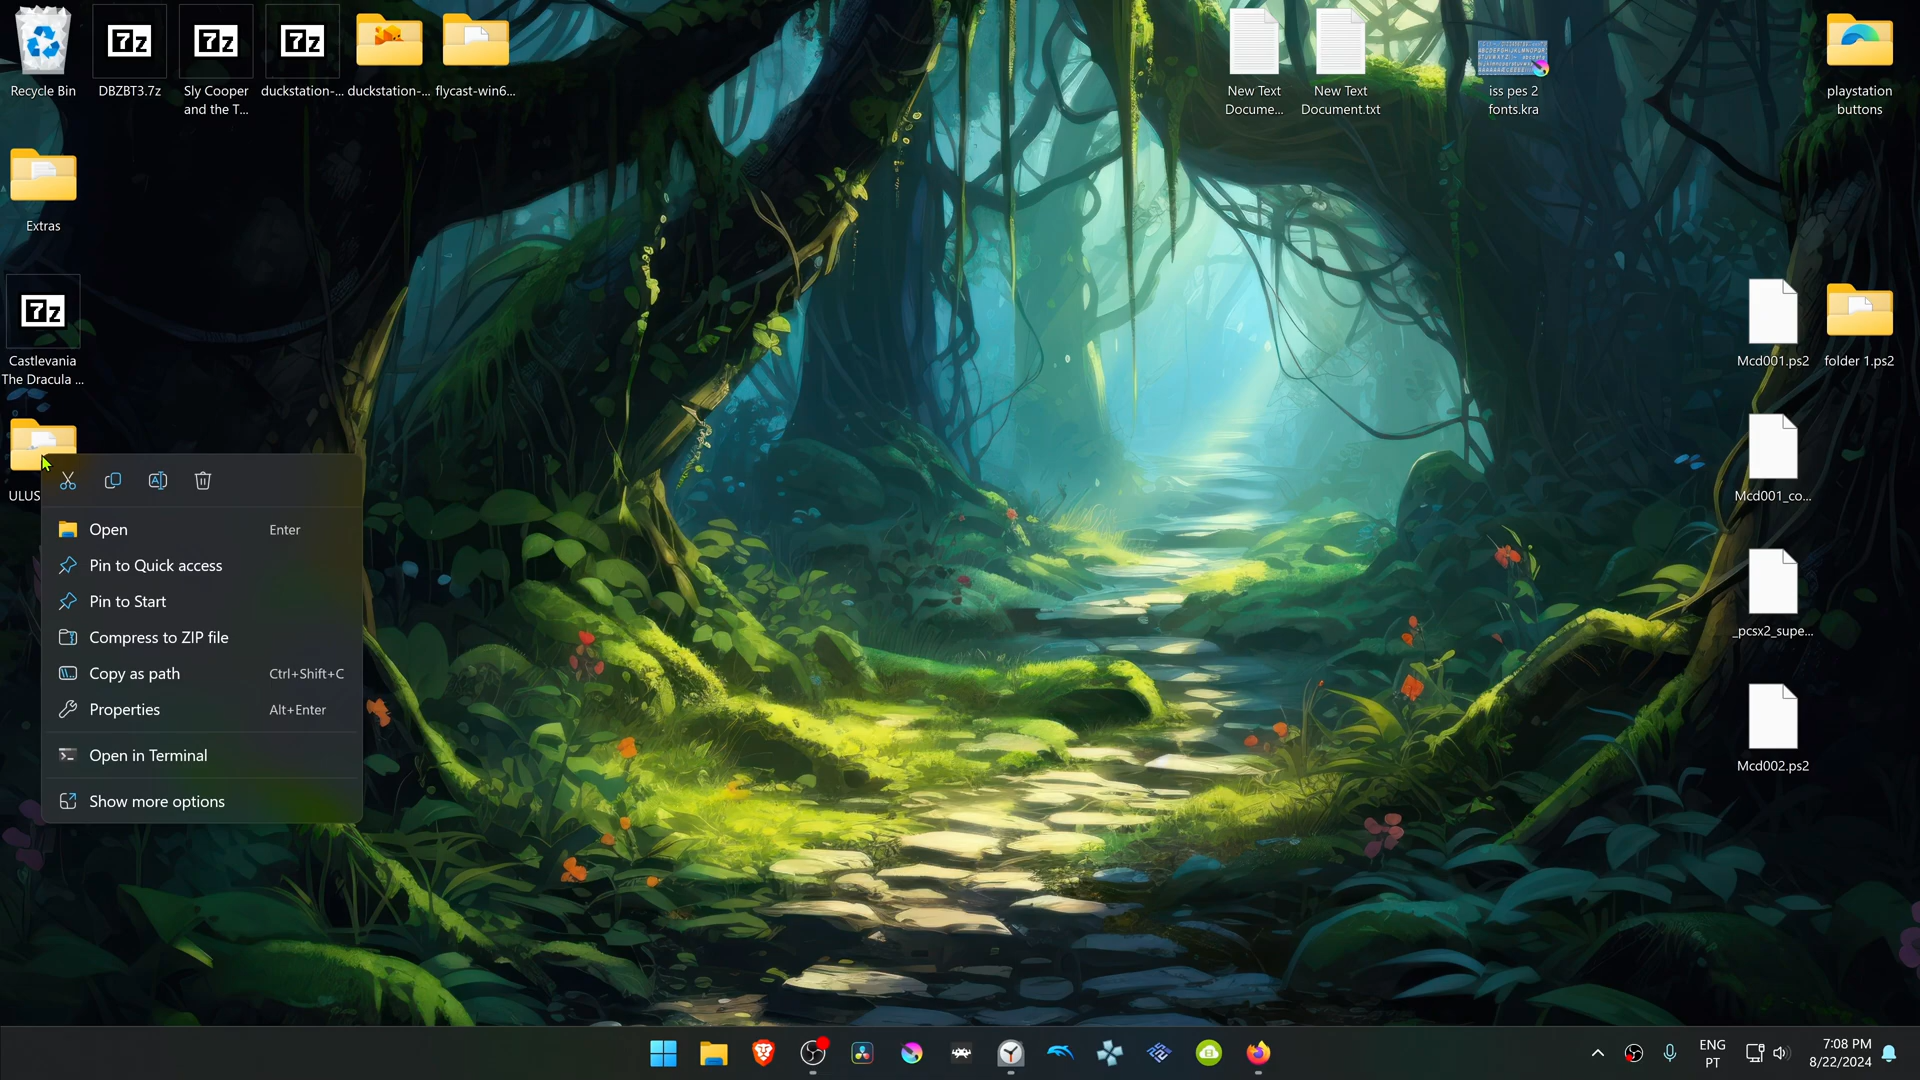 Recycle Bin
DBZBT3.7z
Sly Cooper
and the T...
duckstation-...
duckstation-...
flycast-win6...
New Text
Docume...
New Text
Document.txt
iss pes 2
fonts.kra
playstation
buttons
Extras
Castlevania
The Dracula ...
Mcd001.ps2
folder 1.ps2
ULUS
Mcd001_co...
_pcsx2_supe...
Mcd002.ps2
Open Enter
Pin to Quick access
Pin to Start
Compress to ZIP file
Copy as path Ctrl+Shift+C
Properties Alt+Enter
Open in Terminal
Show more options
ENG
PT
7:08 PM
8/22/2024